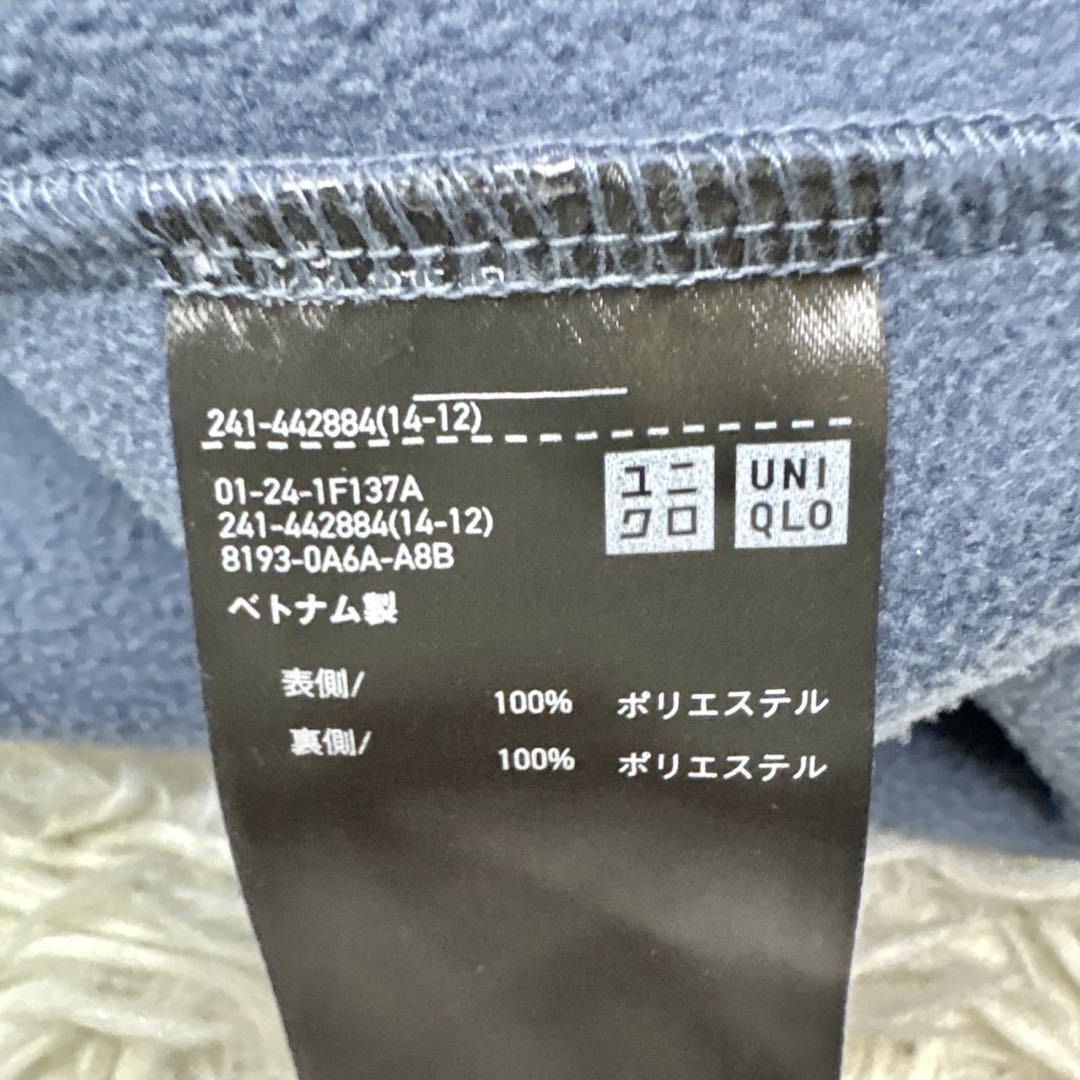 241-442884(14-12)
ユニ
クロ
UNI
QLO
01-24-1F137A
241-442884(14-12)
8193-0A6A-A8B
ベトナム製
表側/ 100% ポリエステル
裏側/ 100% ポリエステル